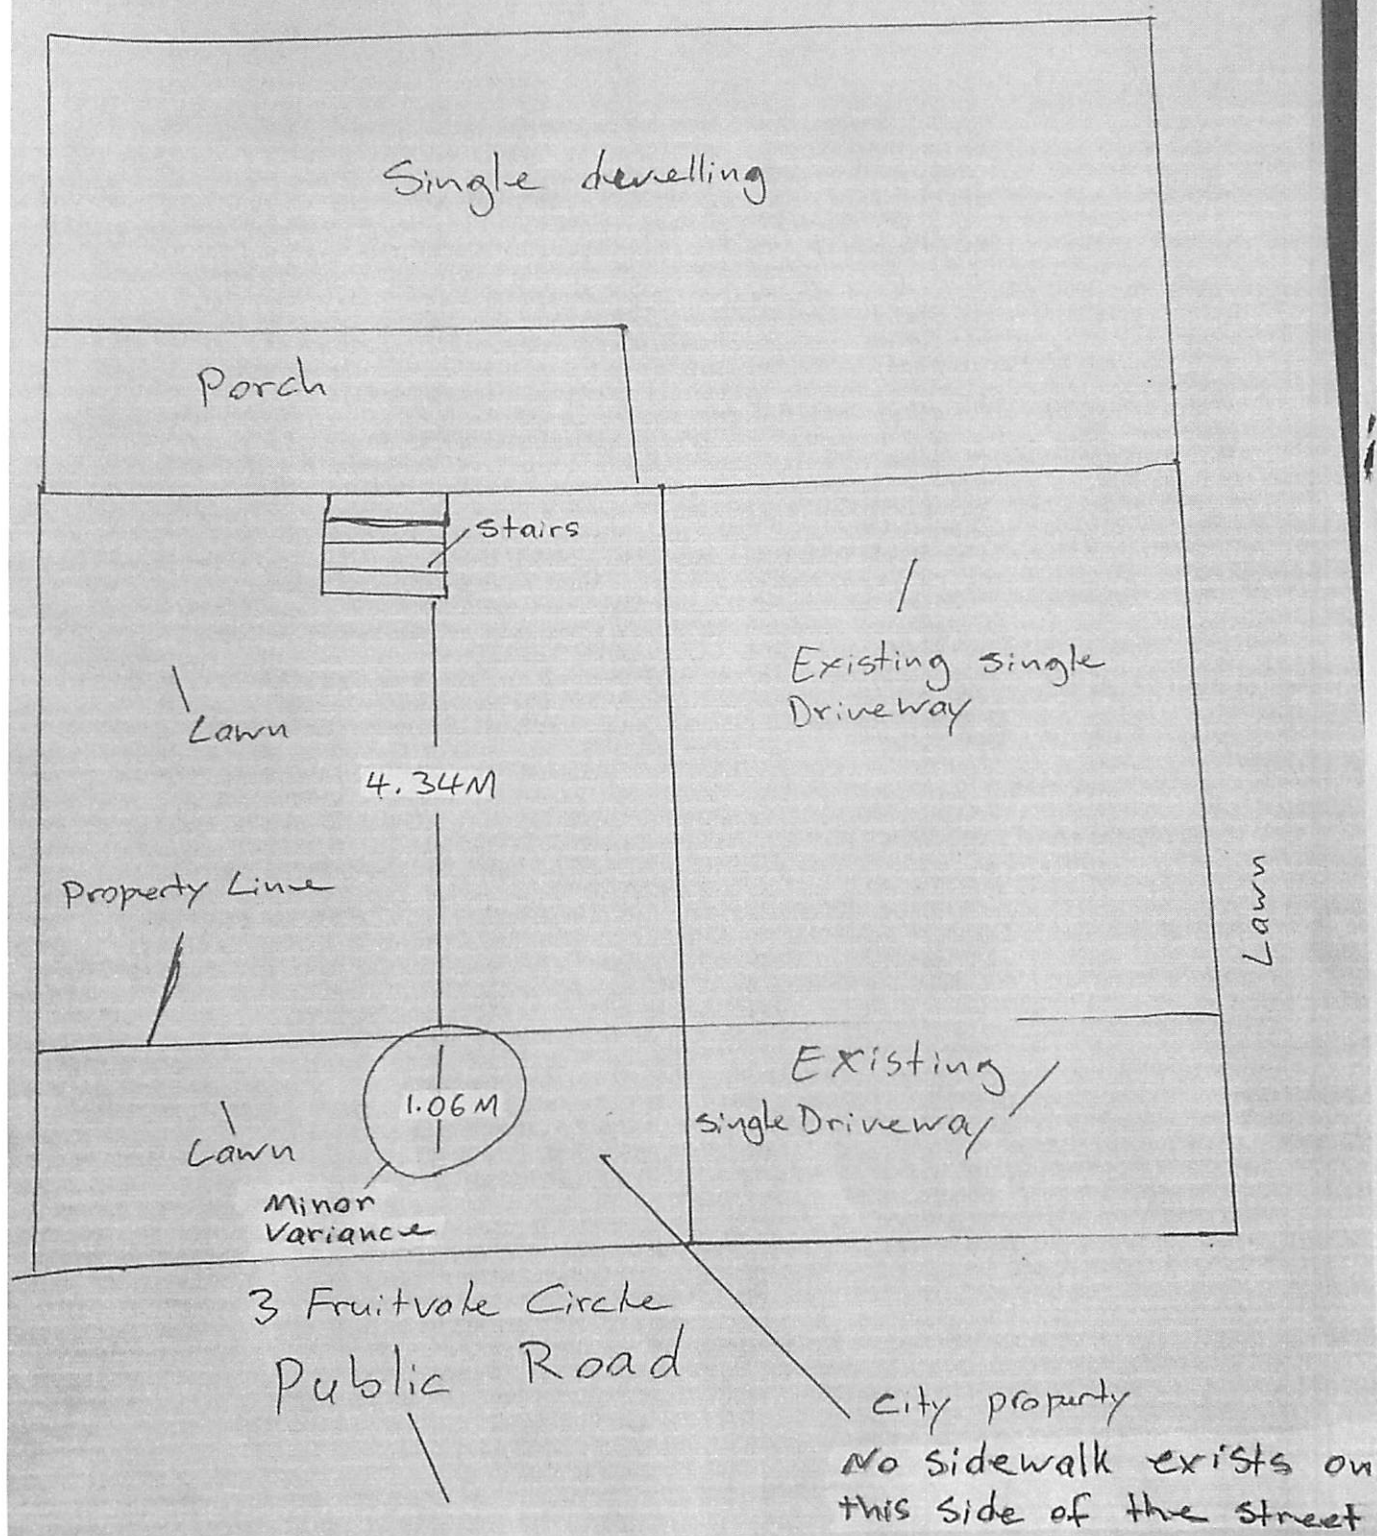 Single dwelling
Porch
Stairs
Existing single
Driveway
Lawn
4.34M
Property Line
Lawn
Existing
single Driveway
1.06M
Lawn
Minor
Variance
3 Fruitvale Circle
Public Road
City property
No sidewalk exists on
this side of the street